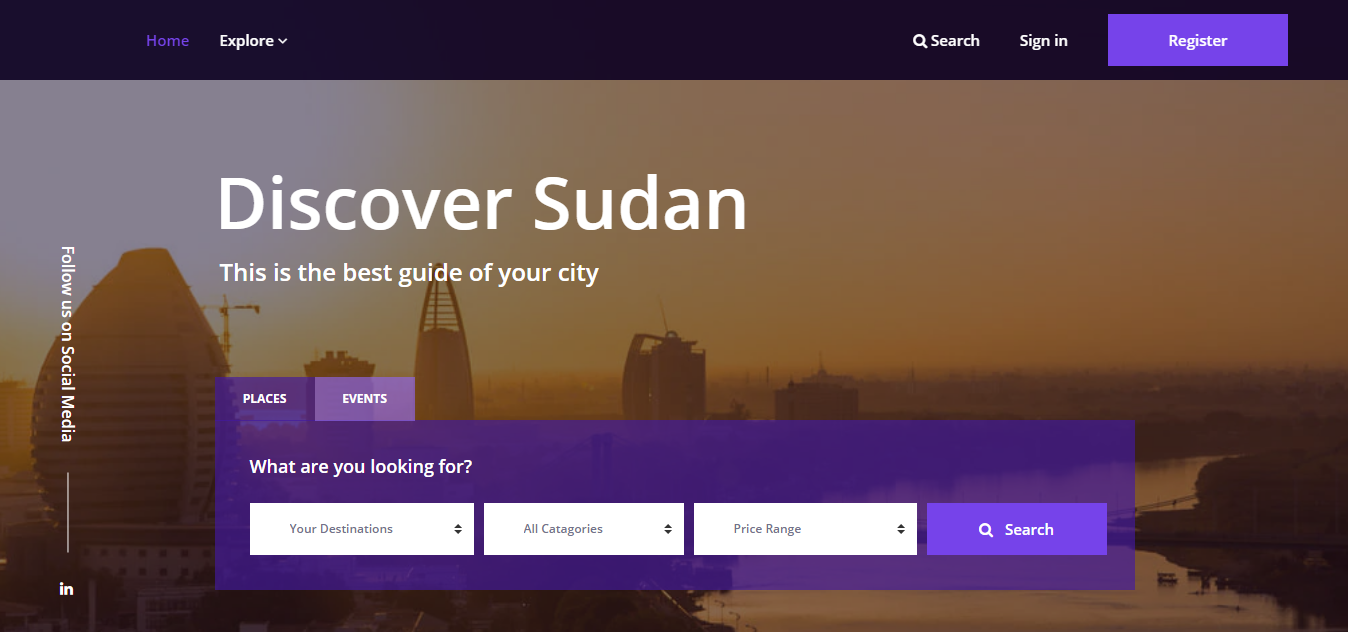 Home Explore Search Sign in Register
Discover Sudan
This is the best guide of your city
Follow us on Social Media
PLACES EVENTS
What are you looking for?
Your Destinations All Catagories Price Range Search
in